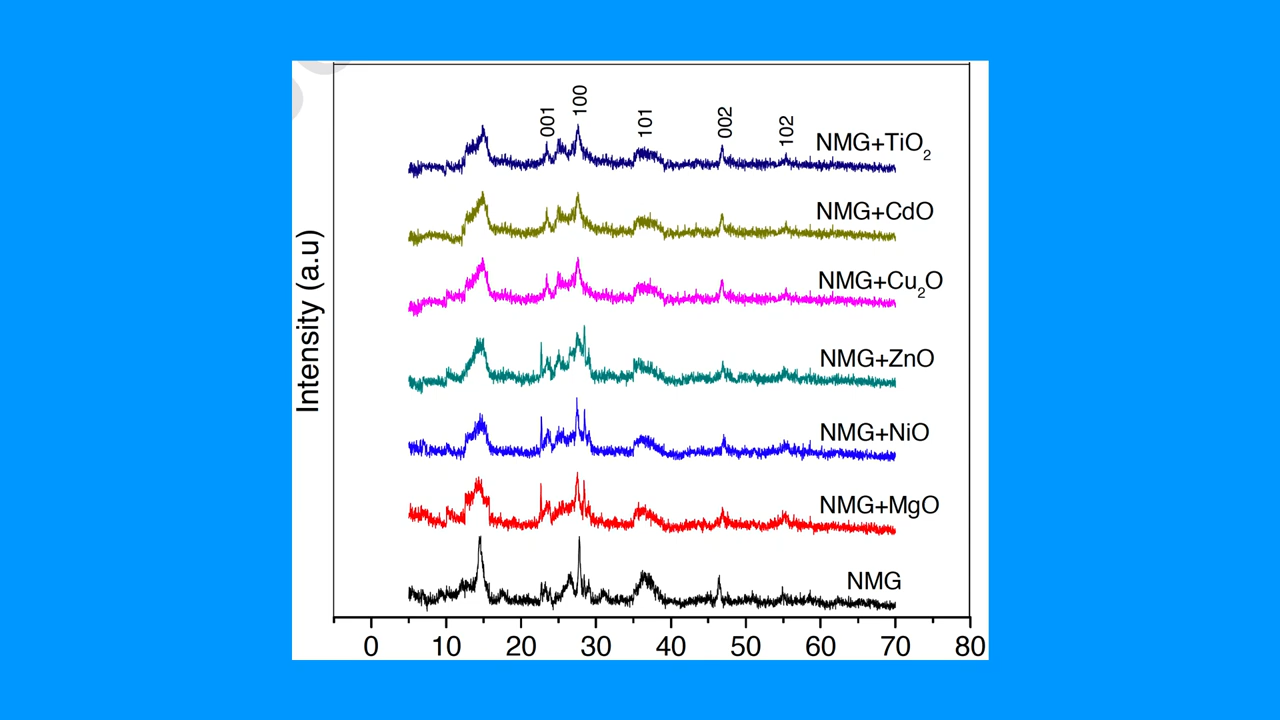 001
100
101
002
102
NMG+TiO₂
NMG+CdO
NMG+Cu₂O
NMG+ZnO
NMG+NiO
NMG+MgO
NMG
Intensity (a.u)
0 10 20 30 40 50 60 70 80